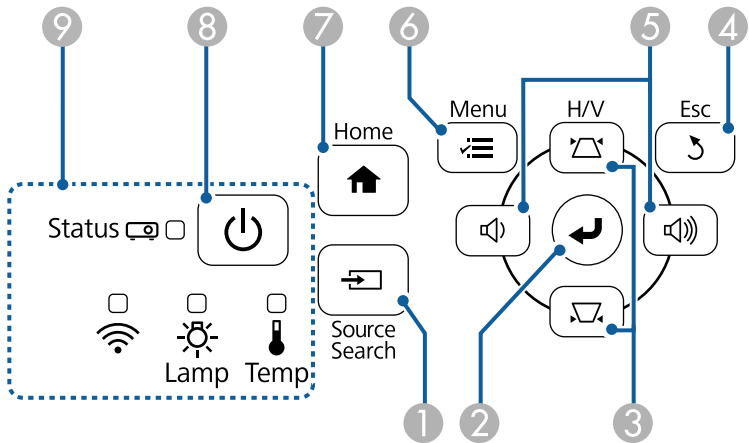 9 8 7 6 5 4
Menu H/V Esc
Home
Status
Source
Search
Lamp Temp
1 2 3